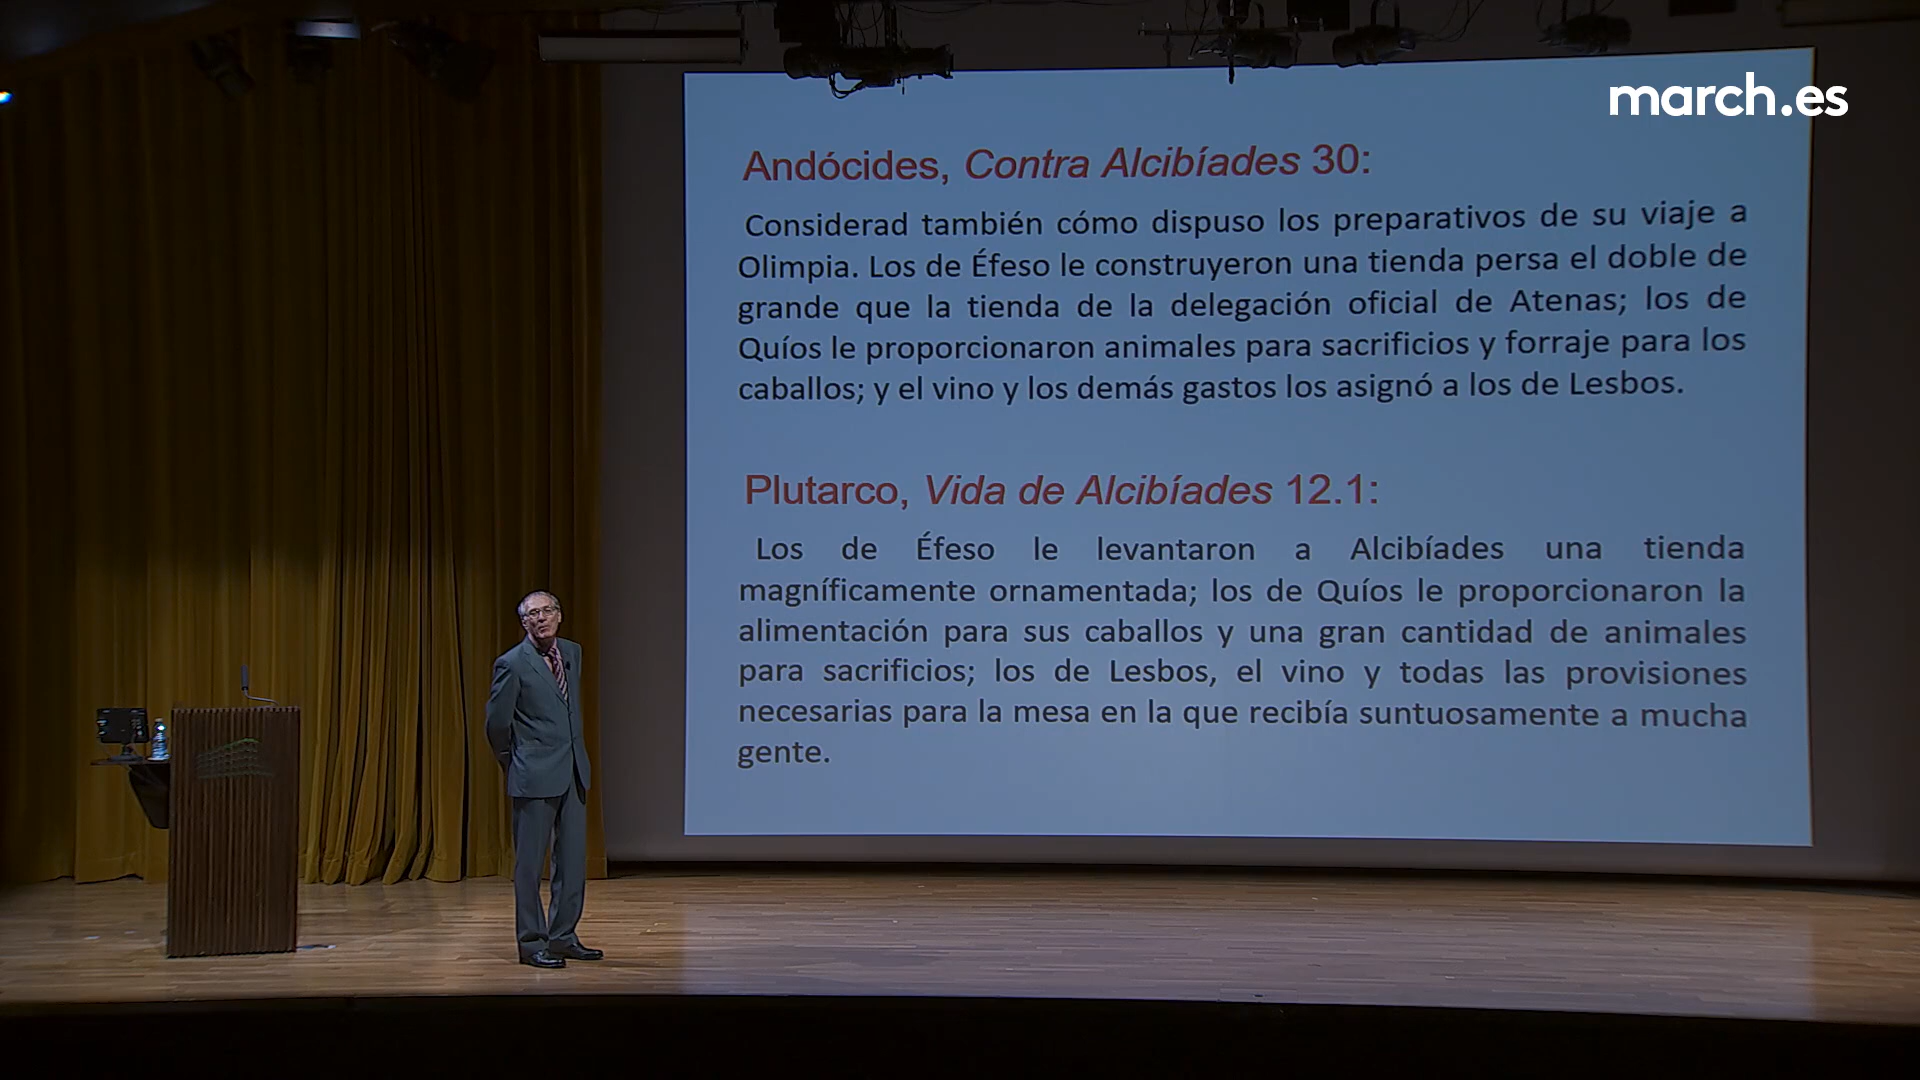 march.es
Andócides, Contra Alcibíades 30:
Considerad también cómo dispuso los preparativos de su viaje a
Olimpia. Los de Éfeso le construyeron una tienda persa el doble de
grande que la tienda de la delegación oficial de Atenas; los de
Quíos le proporcionaron animales para sacrificios y forraje para los
caballos; y el vino y los demás gastos los asignó a los de Lesbos.
Plutarco, Vida de Alcibíades 12.1:
Los de Éfeso le levantaron a Alcibíades una tienda
magníficamente ornamentada; los de Quíos le proporcionaron la
alimentación para sus caballos y una gran cantidad de animales
para sacrificios; los de Lesbos, el vino y todas las provisiones
necesarias para la mesa en la que recibía suntuosamente a mucha
gente.